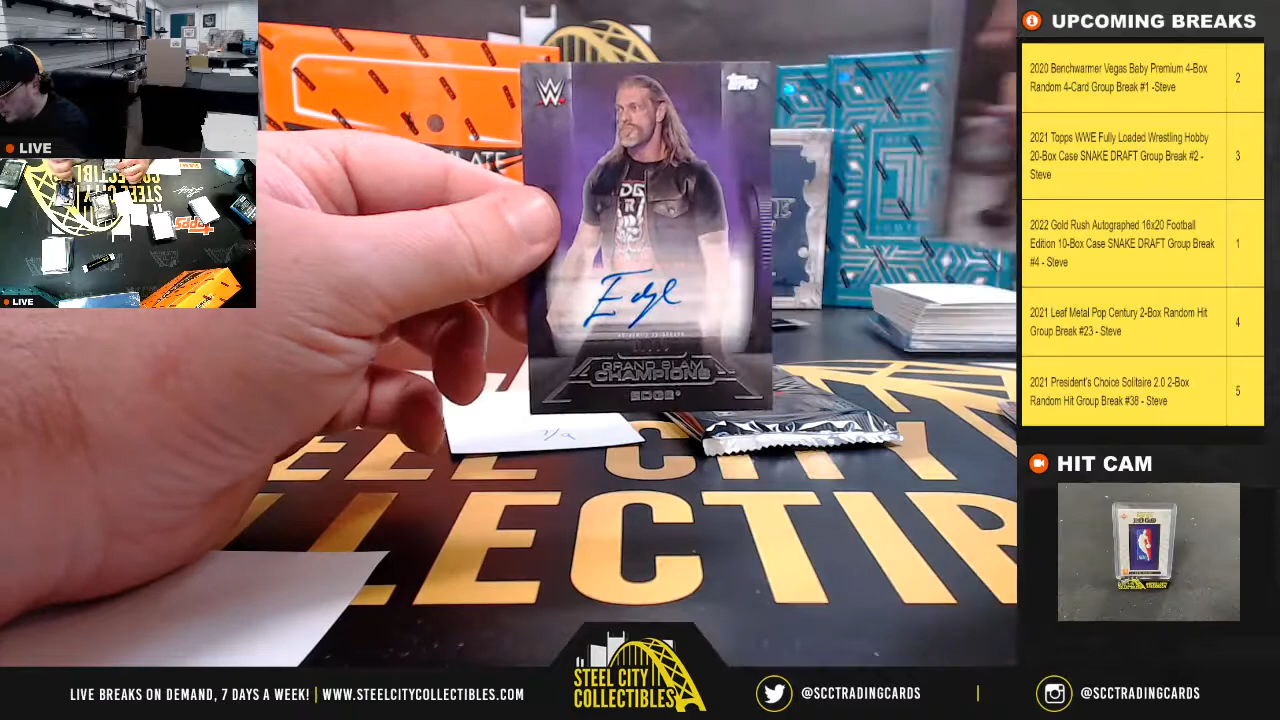 UPCOMING BREAKS
2020 Benchwarmer Vegas Baby Premium 4-Box
Random 4-Card Group Break #1 -Steve
2
2021 Topps WWE Fully Loaded Wrestling Hobby
20-Box Case SNAKE DRAFT Group Break #2 -
Steve
3
2022 Gold Rush Autographed 16x20 Football
Edition 10-Box Case SNAKE DRAFT Group Break
#4 - Steve
1
2021 Leaf Metal Pop Century 2-Box Random Hit
Group Break #23 - Steve
4
2021 President's Choice Solitaire 2.0 2-Box
Random Hit Group Break #38 - Steve
5
HIT CAM
LIVE
LIVE
W
Topps
Edge
GRAND SLAM
CHAMPIONS
EDGE
STEEL CITY
COLLECTIBLES
LIVE BREAKS ON DEMAND, 7 DAYS A WEEK! | WWW.STEELCITYCOLLECTIBLES.COM
STEEL CITY
COLLECTIBLES
@SCCTRADINGCARDS
|
@SCCTRADINGCARDS